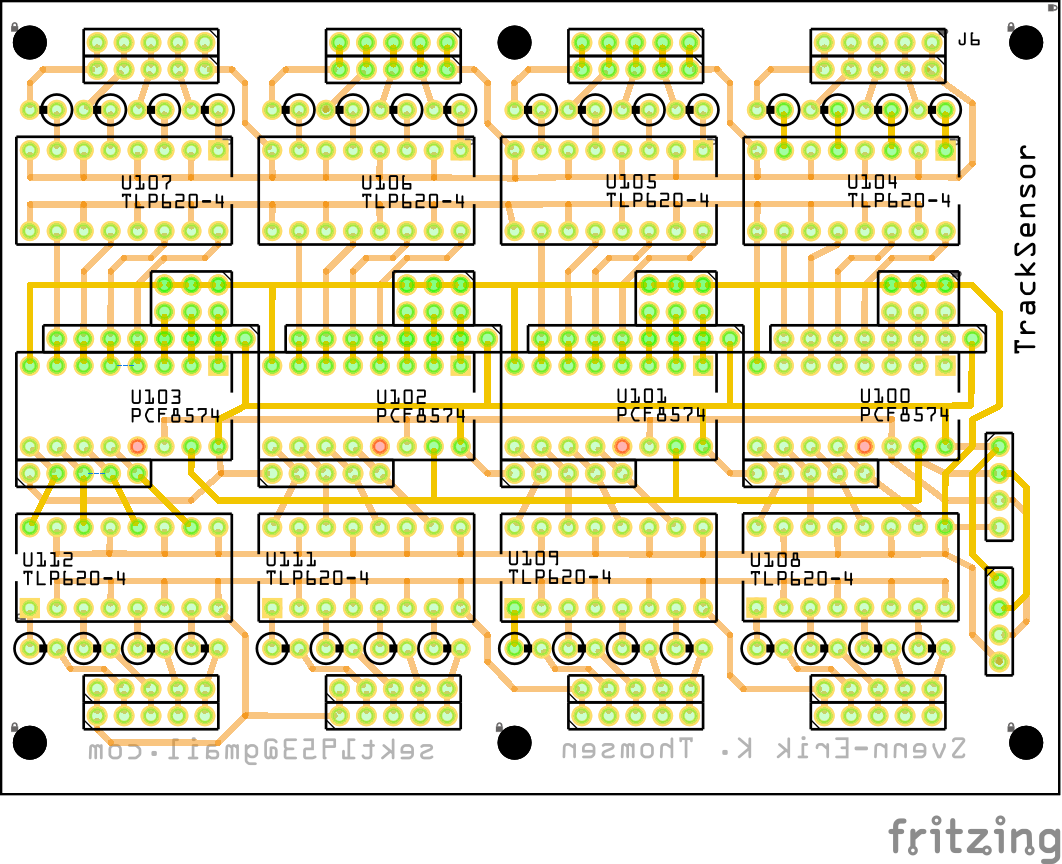 J6
U107
TLP620-4
U106
TLP620-4
U105
TLP620-4
U104
TLP620-4
TrackSensor
U103
PCF8574
U102
PCF8574
U101
PCF8574
U100
PCF8574
U112
TLP620-4
U111
TLP620-4
U109
TLP620-4
U108
TLP620-4
Svenn-Erik K. Thomsen
sekt1953@gmail.com
fritzing